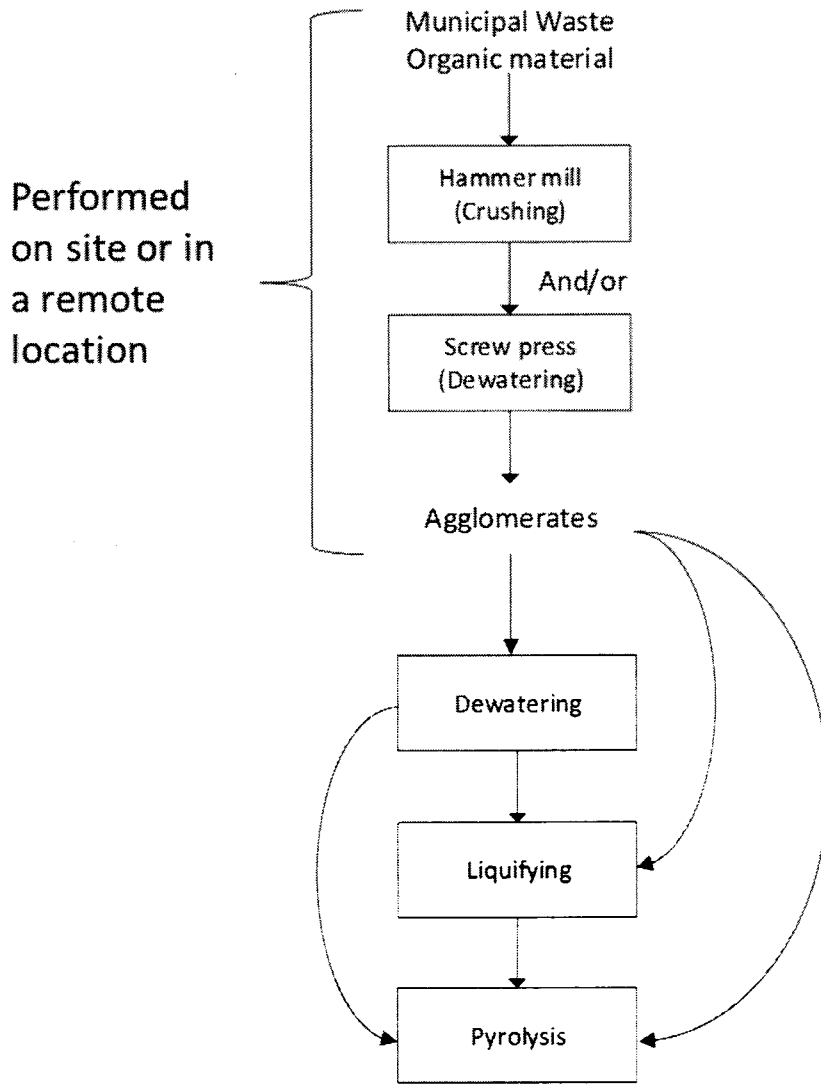 Municipal Waste
Organic material
Performed
on site or in
a remote
location
Hammer mill
(Crushing)
And/or
Screw press
(Dewatering)
Agglomerates
Dewatering
Liquifying
Pyrolysis